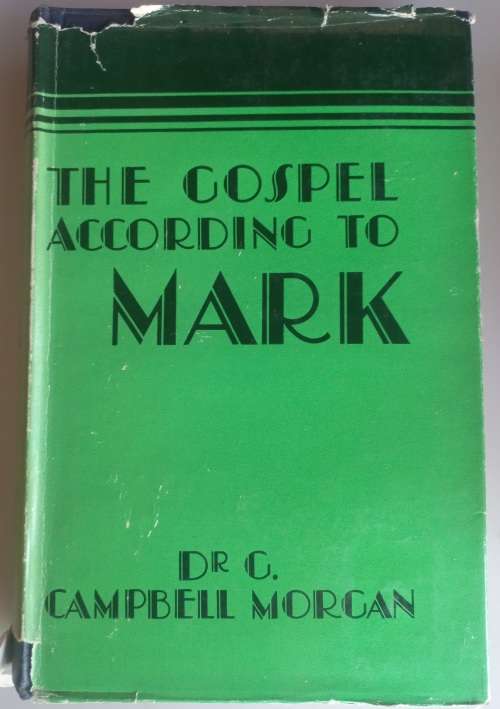 THE GOSPEL
ACCORDING TO
MARK
DR G.
CAMPBELL MORGAN